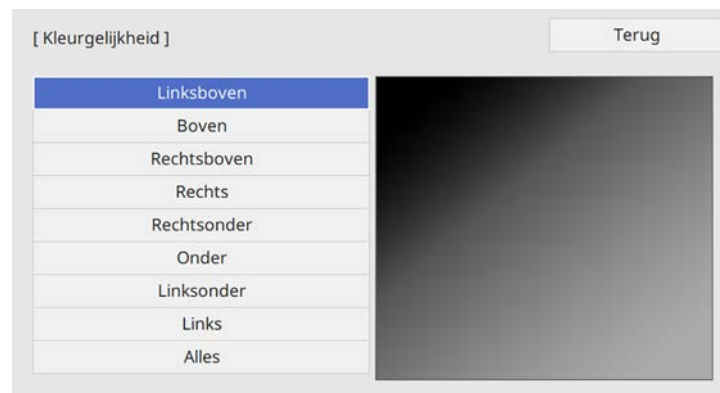 [ Kleurgelijkheid ]
Terug
Linksboven
Boven
Rechtsboven
Rechts
Rechtsonder
Onder
Linksonder
Links
Alles